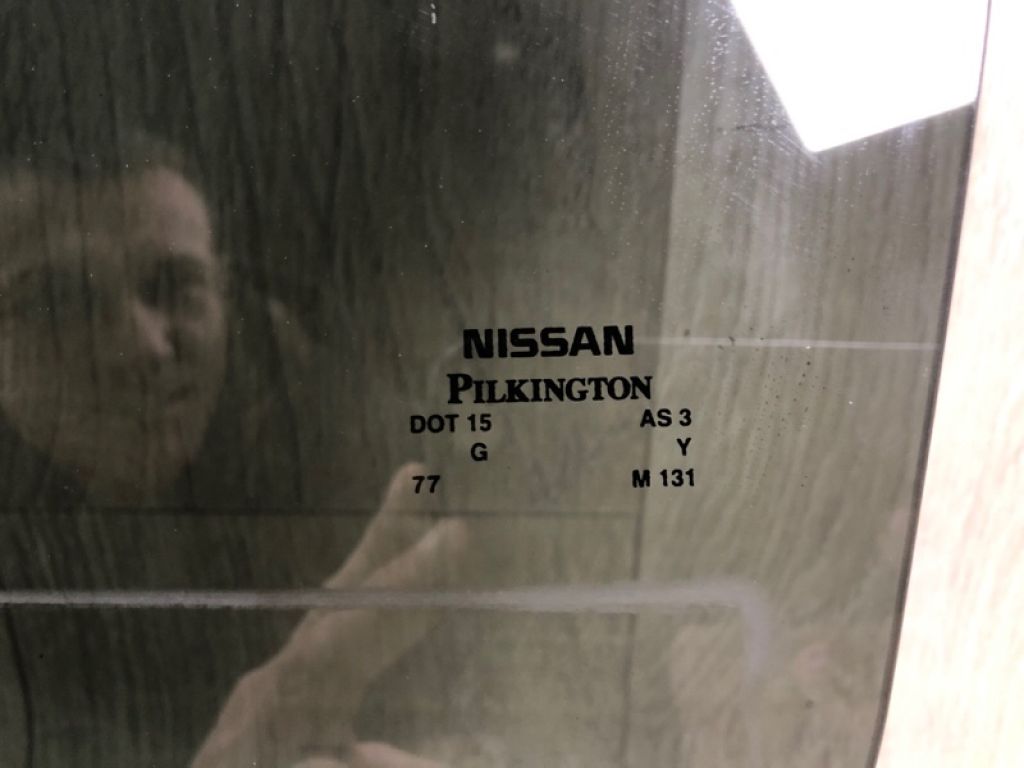 NISSAN
PILKINGTON
DOT 15 AS 3
G Y
77 M 131